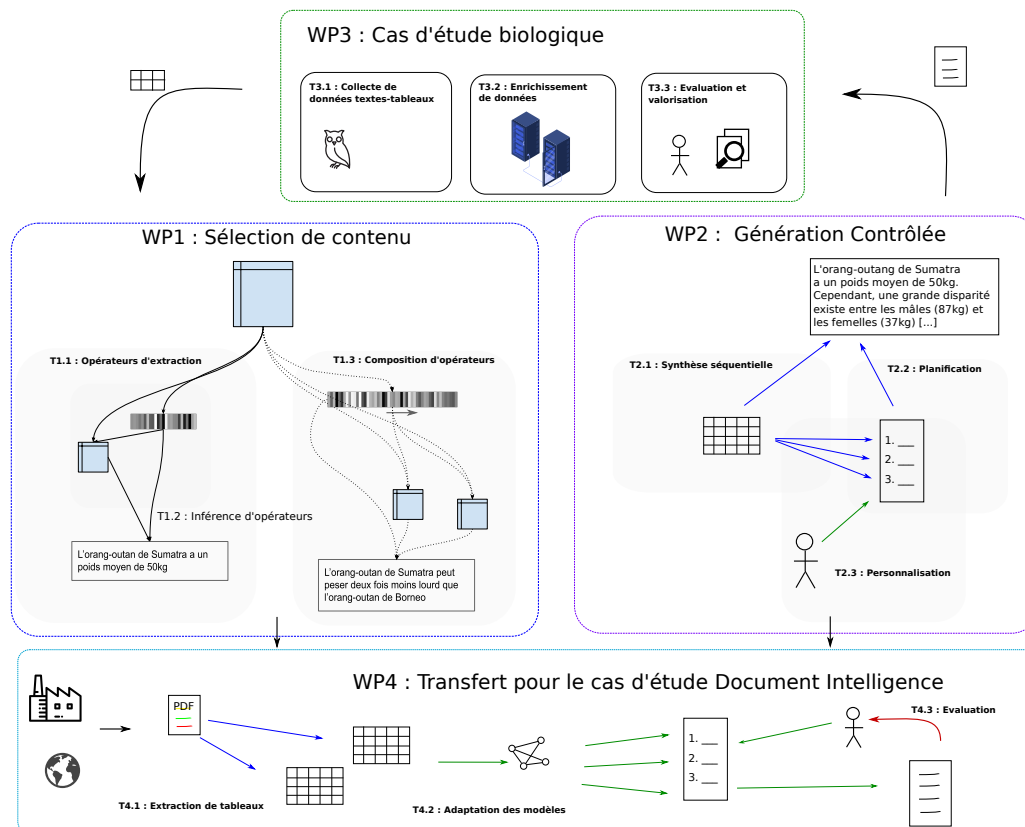 WP3 : Cas d'étude biologique
T3.1 : Collecte de
données textes-tableaux
T3.2 : Enrichissement
de données
T3.3 : Evaluation et
valorisation
WP1 : Sélection de contenu
T1.1 : Opérateurs d'extraction
T1.3 : Composition d'opérateurs
T1.2 : Inférence d'opérateurs
L'orang-outan de Sumatra a un
poids moyen de 50kg
L'orang-outan de Sumatra peut
peser deux fois moins lourd que
l'orang-outan de Borneo
WP2 : Génération Contrôlée
L'orang-outang de Sumatra
a un poids moyen de 50kg.
Cependant, une grande disparité
existe entre les mâles (87kg) et
les femelles (37kg) [...]
T2.1 : Synthèse séquentielle
T2.2 : Planification
1. __
2. __
3. __
T2.3 : Personnalisation
WP4 : Transfert pour le cas d'étude Document Intelligence
PDF
T4.1 : Extraction de tableaux
T4.2 : Adaptation des modèles
1. __
2. __
3. __
T4.3 : Evaluation